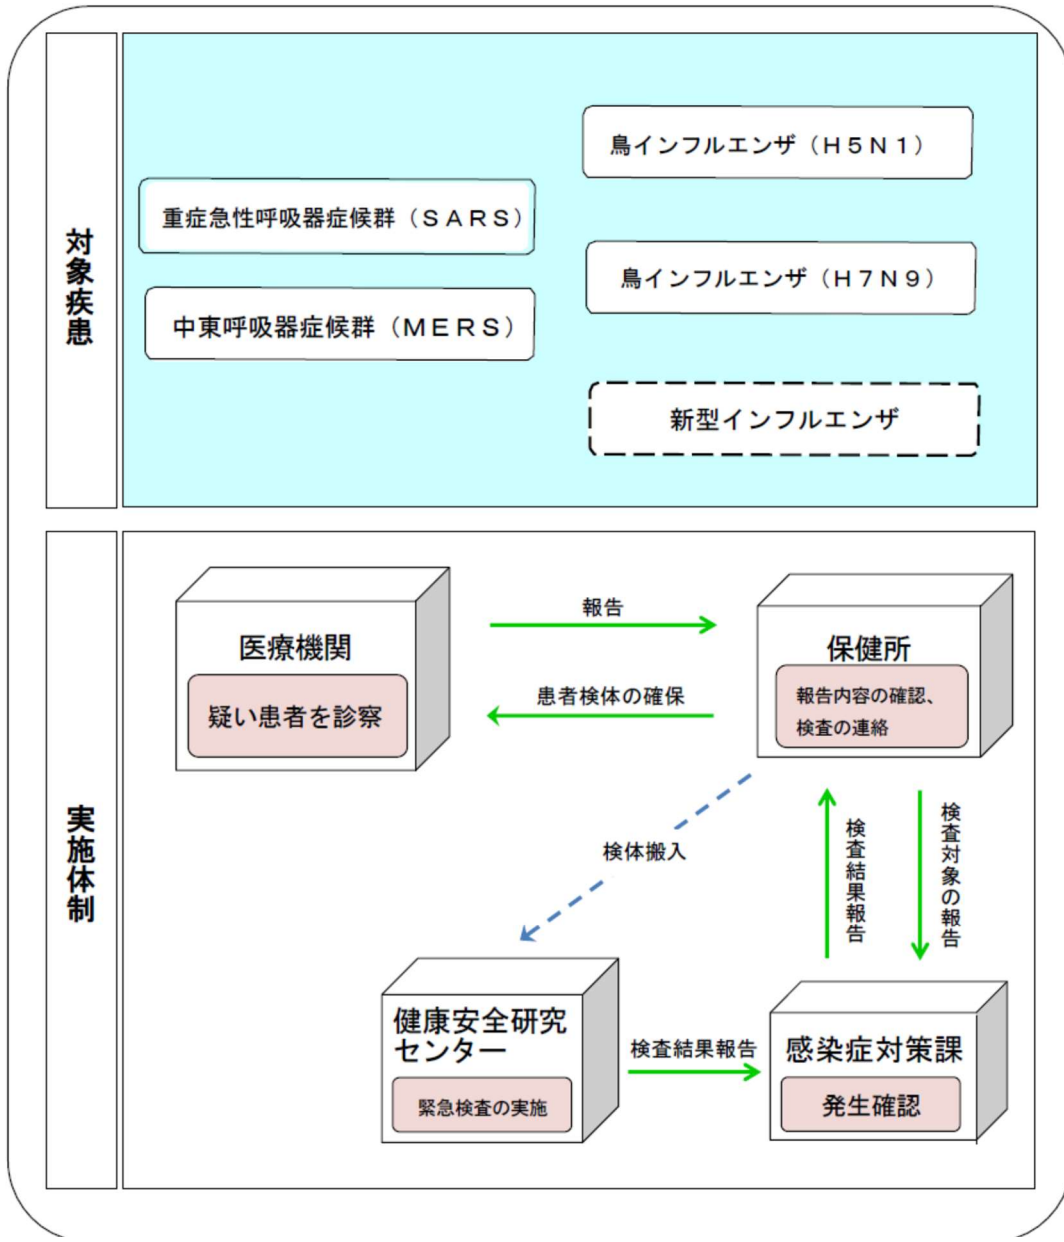 対象疾患
重症急性呼吸器症候群（ＳＡＲＳ）
中東呼吸器症候群（ＭＥＲＳ）
鳥インフルエンザ（Ｈ５Ｎ１）
鳥インフルエンザ（Ｈ７Ｎ９）
新型インフルエンザ
実施体制
医療機関
疑い患者を診察
報告
患者検体の確保
保健所
報告内容の確認、
検査の連絡
検体搬入
検査結果報告
検査対象の報告
健康安全研究
センター
緊急検査の実施
検査結果報告
感染症対策課
発生確認